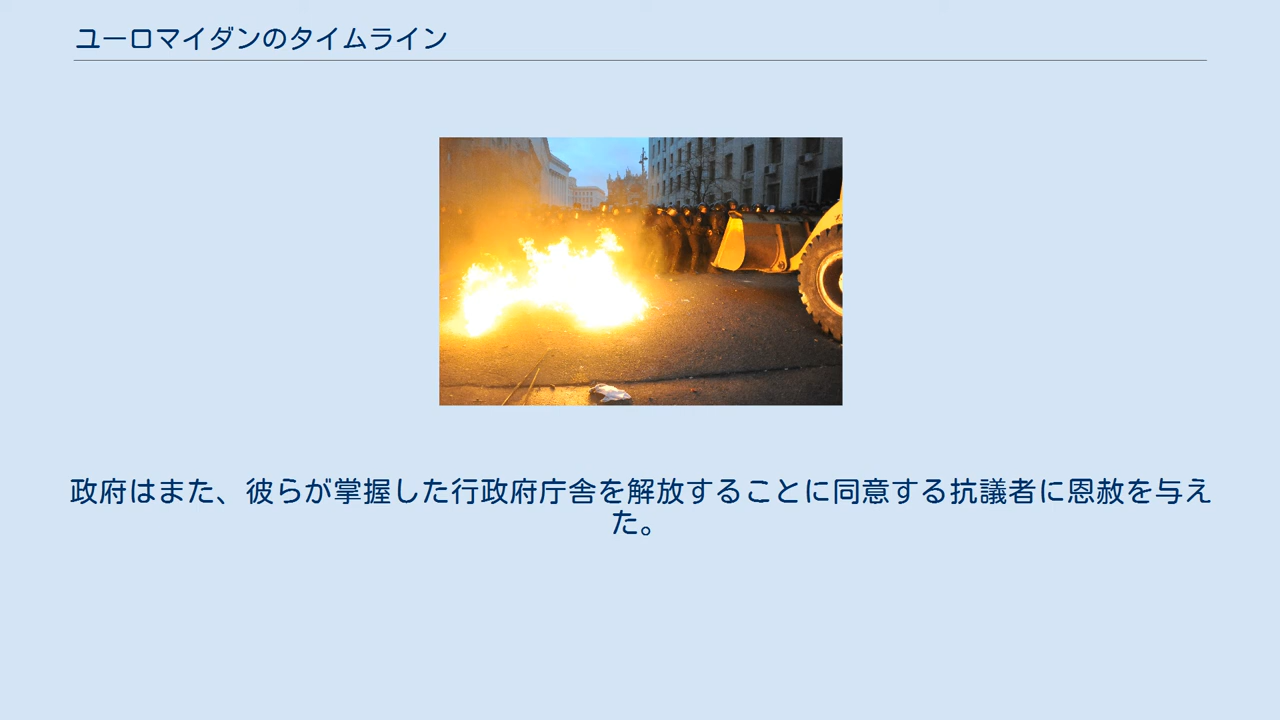 ユーロマイダンのタイムライン
政府はまた、彼らが掌握した行政府庁舎を解放することに同意する抗議者に恩赦を与え
た。